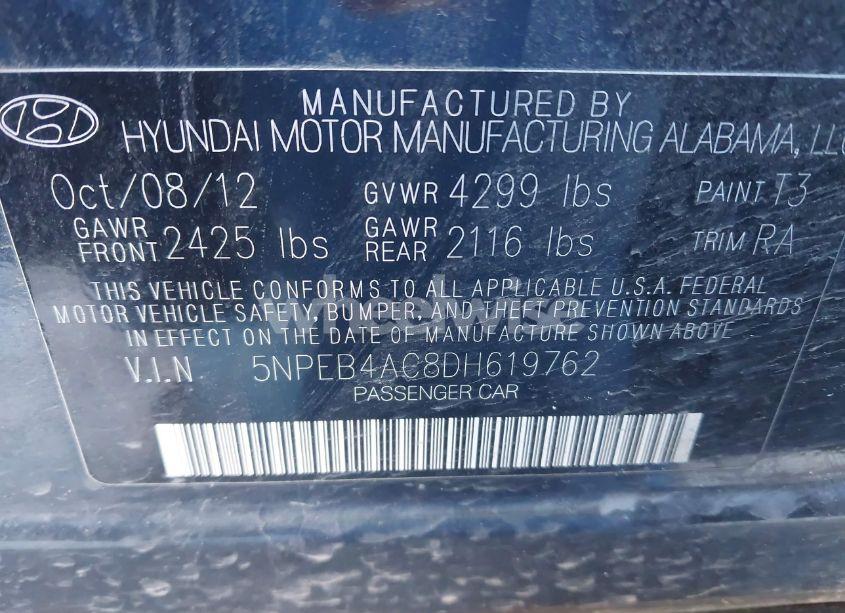 MANUFACTURED BY
HYUNDAI MOTOR MANUFACTURING ALABAMA, LLC
Oct/08/12 GVWR 4299 lbs PAINT T3
GAWR FRONT 2425 lbs GAWR REAR 2116 lbs TRIM RA
THIS VEHICLE CONFORMS TO ALL APPLICABLE U.S.A. FEDERAL
MOTOR VEHICLE SAFETY, BUMPER, AND THEFT PREVENTION STANDARDS
IN EFFECT ON THE DATE OF MANUFACTURE SHOWN ABOVE
V.I.N 5NPEB4AC8DH619762
PASSENGER CAR
wheelwise